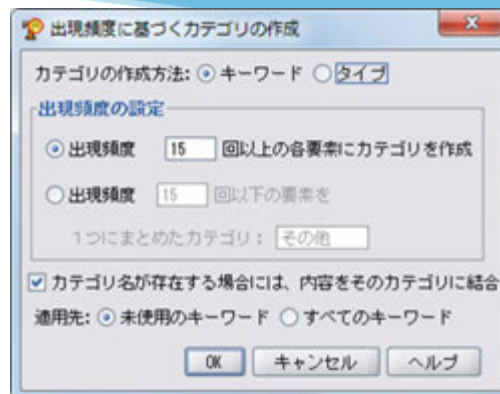 出現頻度に基づくカテゴリの作成
カテゴリの作成方法: キーワード タイプ
出現頻度の設定
出現頻度 15 回以上の各要素にカテゴリを作成
出現頻度 15 回以下の要素を
1つにまとめたカテゴリ: その他
カテゴリ名が存在する場合には、内容をそのカテゴリに結合
適用先: 未使用のキーワード すべてのキーワード
OK キャンセル ヘルプ